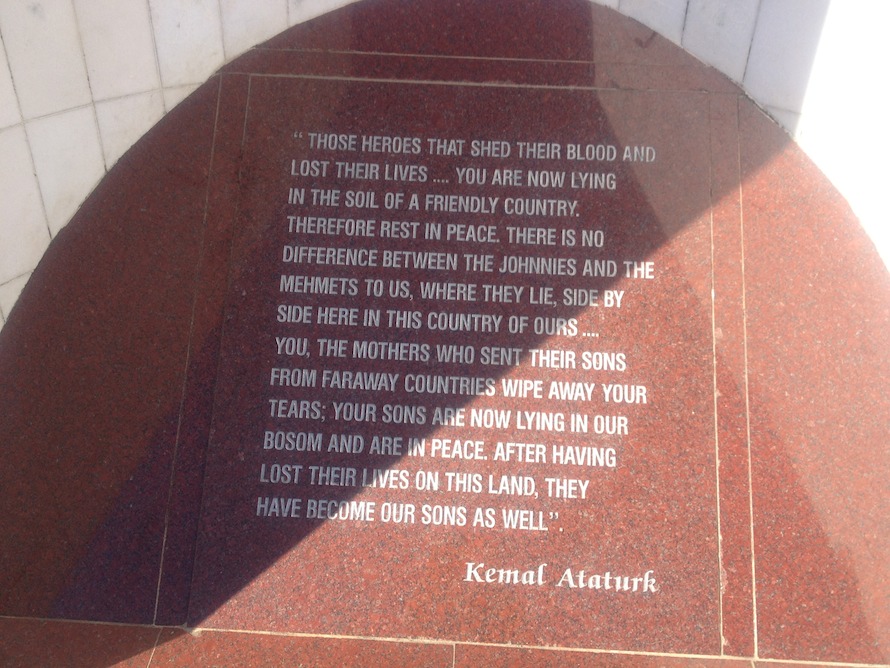 “ THOSE HEROES THAT SHED THEIR BLOOD AND
LOST THEIR LIVES .... YOU ARE NOW LYING
IN THE SOIL OF A FRIENDLY COUNTRY.
THEREFORE REST IN PEACE. THERE IS NO
DIFFERENCE BETWEEN THE JOHNNIES AND THE
MEHMETS TO US, WHERE THEY LIE, SIDE BY
SIDE HERE IN THIS COUNTRY OF OURS ....
YOU, THE MOTHERS WHO SENT THEIR SONS
FROM FARAWAY COUNTRIES WIPE AWAY YOUR
TEARS; YOUR SONS ARE NOW LYING IN OUR
BOSOM AND ARE IN PEACE. AFTER HAVING
LOST THEIR LIVES ON THIS LAND, THEY
HAVE BECOME OUR SONS AS WELL”.
Kemal Ataturk